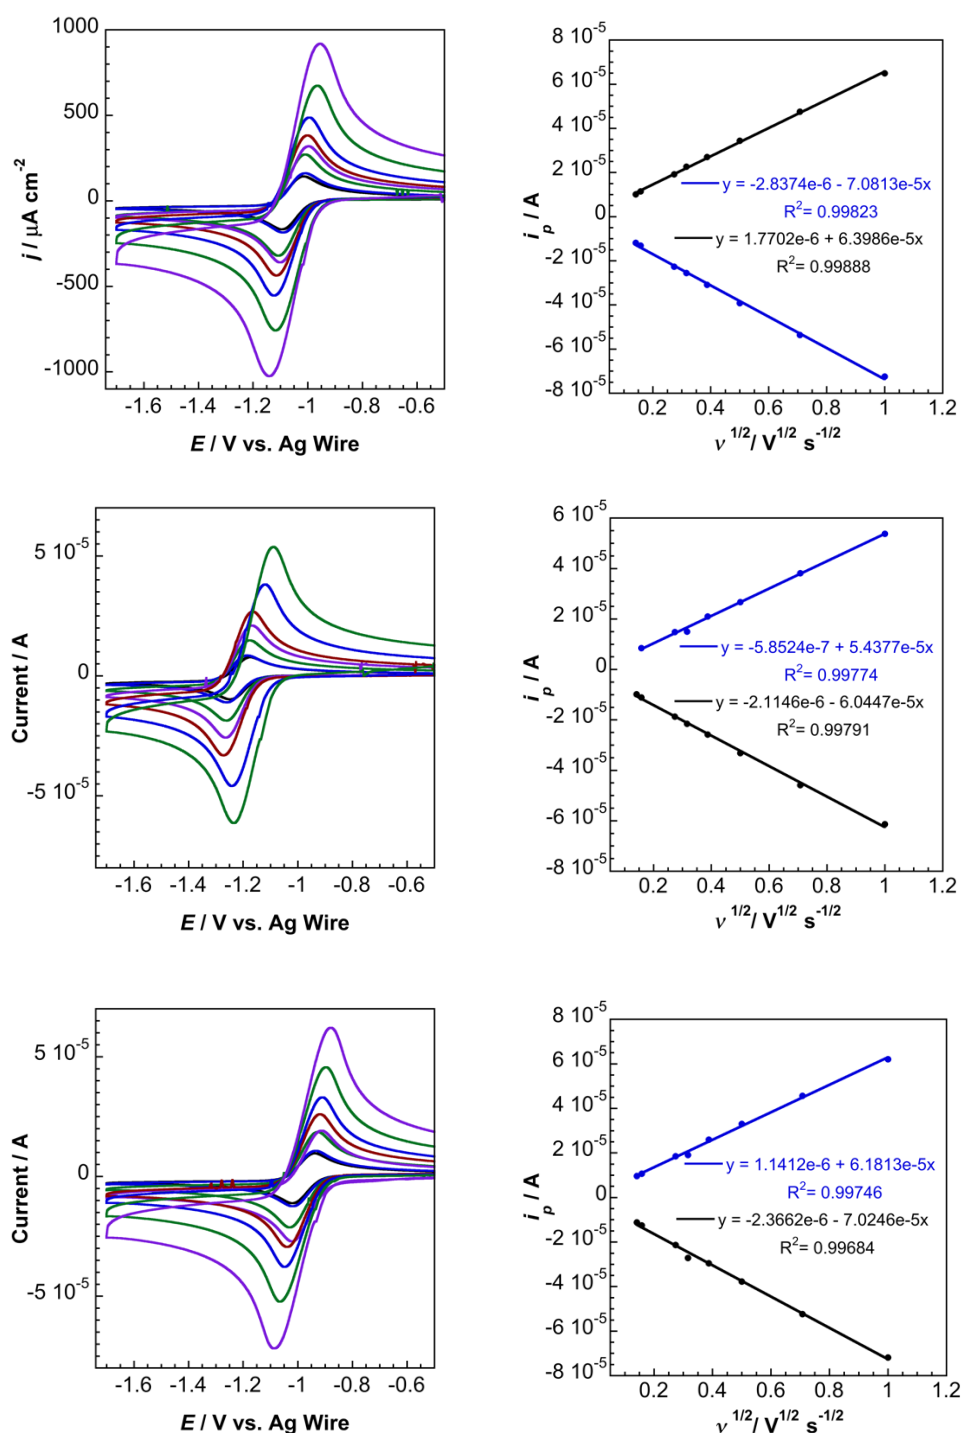 1000
500
0
-500
-1000
j / µA cm⁻²
-1.6 -1.4 -1.2 -1 -0.8 -0.6
E / V vs. Ag Wire
8 10⁻⁵
6 10⁻⁵
4 10⁻⁵
2 10⁻⁵
0
-2 10⁻⁵
-4 10⁻⁵
-6 10⁻⁵
-8 10⁻⁵
iₚ / A
y = -2.8374e-6 - 7.0813e-5x
R²= 0.99823
y = 1.7702e-6 + 6.3986e-5x
R²= 0.99888
0.2 0.4 0.6 0.8 1 1.2
ν ¹/²/ V¹/² s⁻¹/²
5 10⁻⁵
0
-5 10⁻⁵
Current / A
-1.6 -1.4 -1.2 -1 -0.8 -0.6
E / V vs. Ag Wire
6 10⁻⁵
4 10⁻⁵
2 10⁻⁵
0
-2 10⁻⁵
-4 10⁻⁵
-6 10⁻⁵
-8 10⁻⁵
iₚ / A
y = -5.8524e-7 + 5.4377e-5x
R²= 0.99774
y = -2.1146e-6 - 6.0447e-5x
R²= 0.99791
0.2 0.4 0.6 0.8 1 1.2
ν ¹/²/ V¹/² s⁻¹/²
5 10⁻⁵
0
-5 10⁻⁵
Current / A
-1.6 -1.4 -1.2 -1 -0.8 -0.6
E / V vs. Ag Wire
8 10⁻⁵
6 10⁻⁵
4 10⁻⁵
2 10⁻⁵
0
-2 10⁻⁵
-4 10⁻⁵
-6 10⁻⁵
-8 10⁻⁵
iₚ / A
y = 1.1412e-6 + 6.1813e-5x
R²= 0.99746
y = -2.3662e-6 - 7.0246e-5x
R²= 0.99684
0.2 0.4 0.6 0.8 1 1.2
ν ¹/²/ V¹/² s⁻¹/²